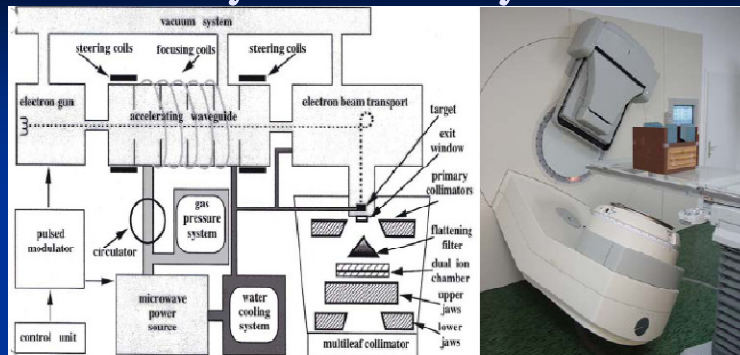 vacuum system
steering coils
focusing coils
steering coils
electron gun
accelerating waveguide
electron beam transport
target
exit
window
primary
collimators
gas
pressure
system
pulsed
modulator
circulator
flattening
filter
dual ion
chamber
microwave
power
source
water
cooling
system
upper
jaws
lower
jaws
control unit
multileaf collimator